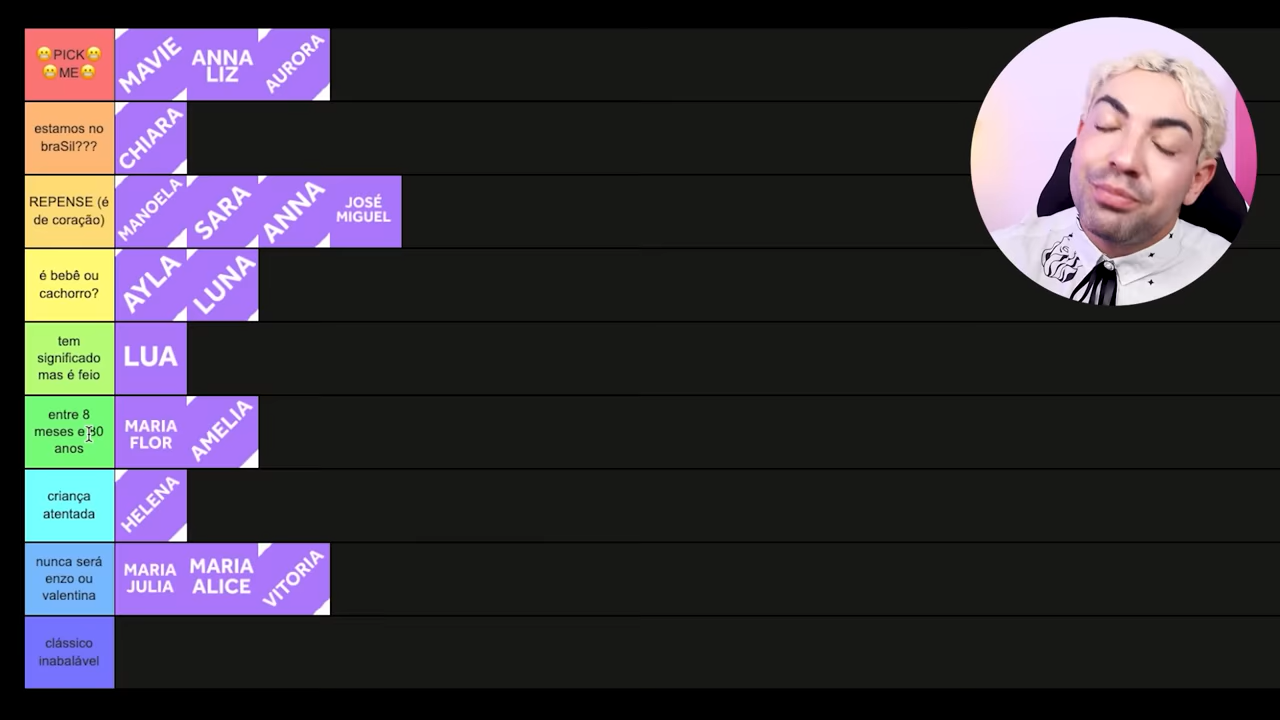 😬PICK😬
😬ME😬
MAVIE
ANNA
LIZ
AURORA
estamos no
braSil???
CHIARA
REPENSE (é
de coração)
MANOELA
SARA
ANNA
JOSÉ
MIGUEL
é bebê ou
cachorro?
AYLA
LUNA
tem
significado
mas é feio
LUA
entre 8
meses e 80
anos
MARIA
FLOR
AMELIA
criança
atentada
HELENA
nunca será
enzo ou
valentina
MARIA
JULIA
MARIA
ALICE
VITORIA
clássico
inabalável